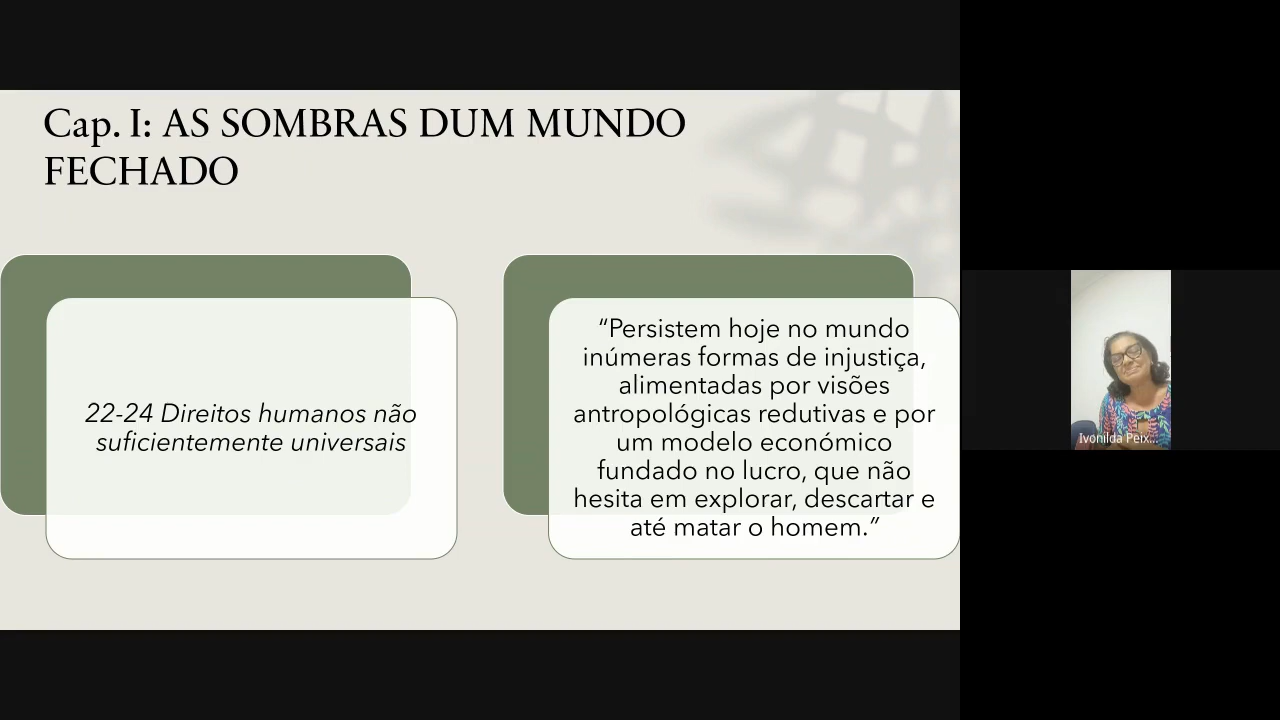 Cap. I: AS SOMBRAS DUM MUNDO
FECHADO
22-24 Direitos humanos não
suficientemente universais
“Persistem hoje no mundo
inúmeras formas de injustiça,
alimentadas por visões
antropológicas redutivas e por
um modelo económico
fundado no lucro, que não
hesita em explorar, descartar e
até matar o homem.”
Ivonilda Peix...